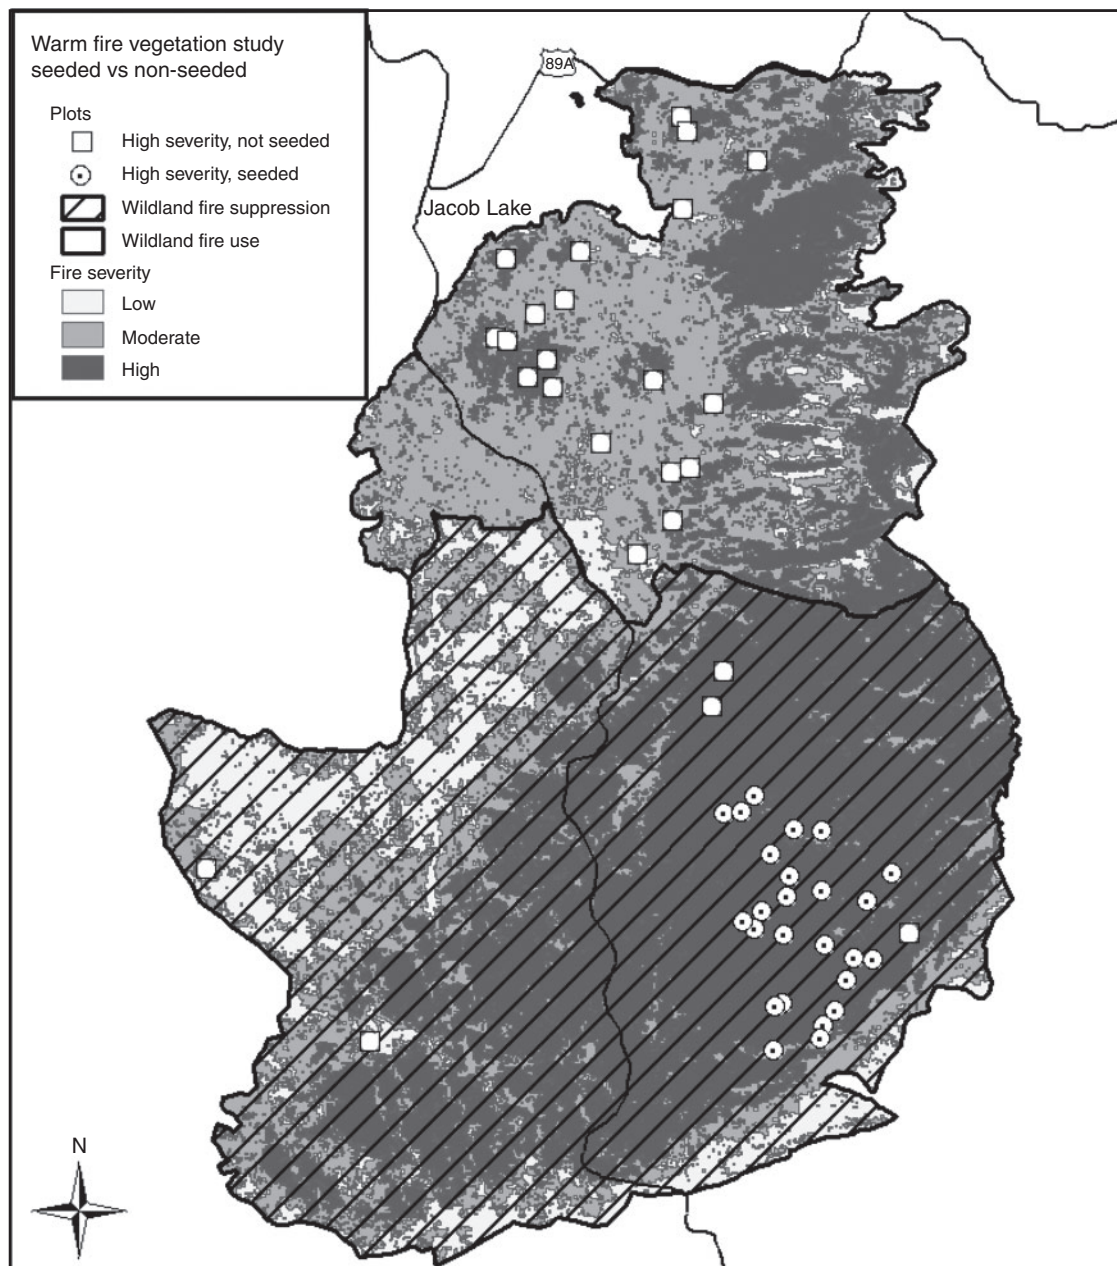 Warm fire vegetation study
seeded vs non-seeded
Plots
High severity, not seeded
High severity, seeded
Wildland fire suppression
Wildland fire use
Fire severity
Low
Moderate
High
89A
Jacob Lake
N